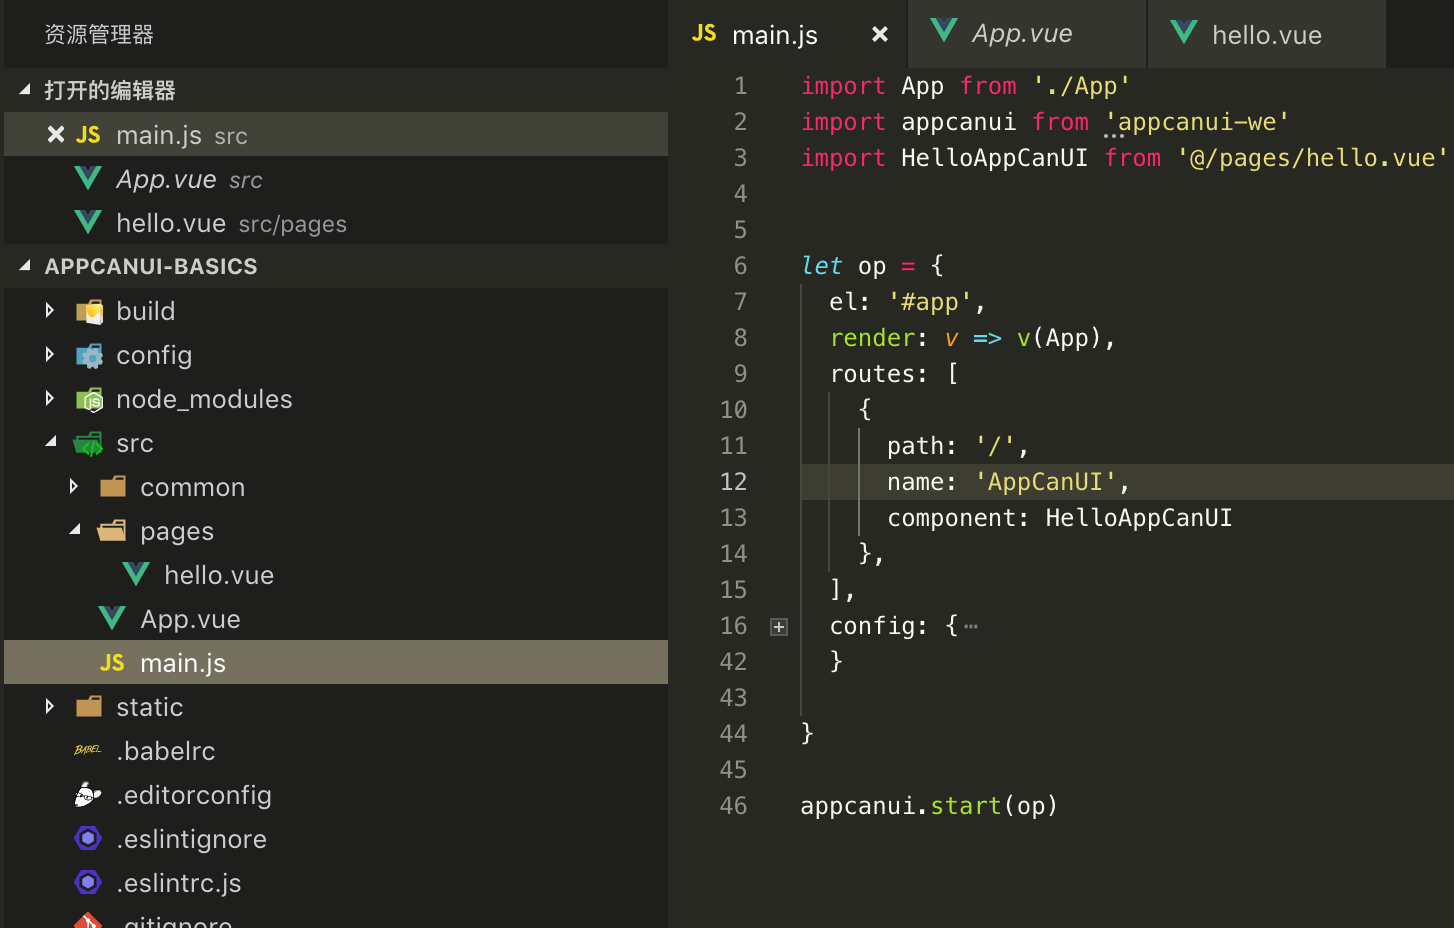 资源管理器
打开的编辑器
JS main.js src
App.vue src
hello.vue src/pages
APPCANUI-BASICS
build
config
node_modules
src
common
pages
hello.vue
App.vue
JS main.js
static
BABEL .babelrc
.editorconfig
.eslintignore
.eslintrc.js
.gitignore
JS main.js
App.vue
hello.vue
1 import App from './App'
2 import appcanui from 'appcanui-we'
3 import HelloAppCanUI from '@/pages/hello.vue'
4
5
6 let op = {
7 el: '#app',
8 render: v => v(App),
9 routes: [
10 {
11 path: '/',
12 name: 'AppCanUI',
13 component: HelloAppCanUI
14 },
15 ],
16 config: { …
42 }
43
44 }
45
46 appcanui.start(op)